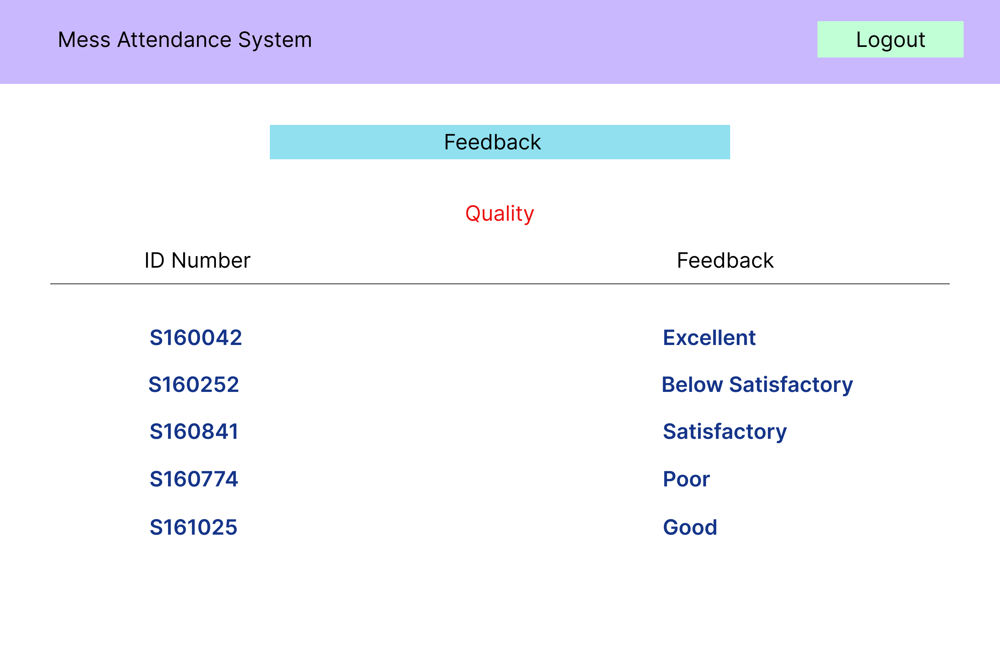 Mess Attendance System
Logout
Feedback
Quality
ID Number Feedback
S160042 Excellent
S160252 Below Satisfactory
S160841 Satisfactory
S160774 Poor
S161025 Good